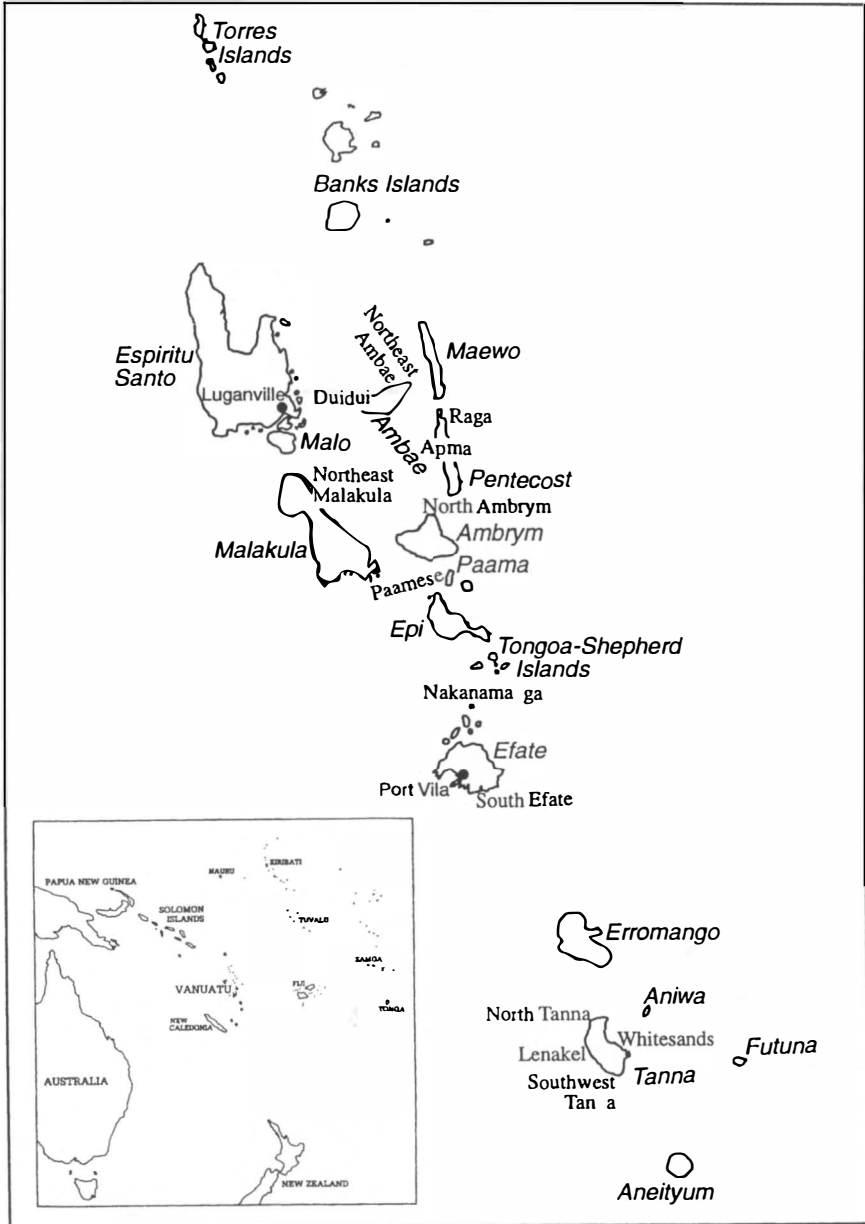 Torres
Islands
Banks Islands
Espiritu
Santo
Luganville
Malo
Northeast
Ambae
Duidui
Ambae
Maewo
Raga
Apma
Pentecost
Northeast
Malakula
Malakula
North Ambrym
Ambrym
Paama
Paamese
Epi
Tongoa-Shepherd
Islands
Nakanama ga
Efate
Port Vila
South Efate
Erromango
Aniwa
North Tanna
Whitesands
Lenakel
Futuna
Southwest
Tan a
Tanna
Aneityum
PAPUA NEW GUINEA
NAURU
KIRIBATI
SOLOMON
ISLANDS
TUVALU
VANUATU
FIJI
SAMOA
TONGA
NEW
CALEDONIA
AUSTRALIA
NEW ZEALAND